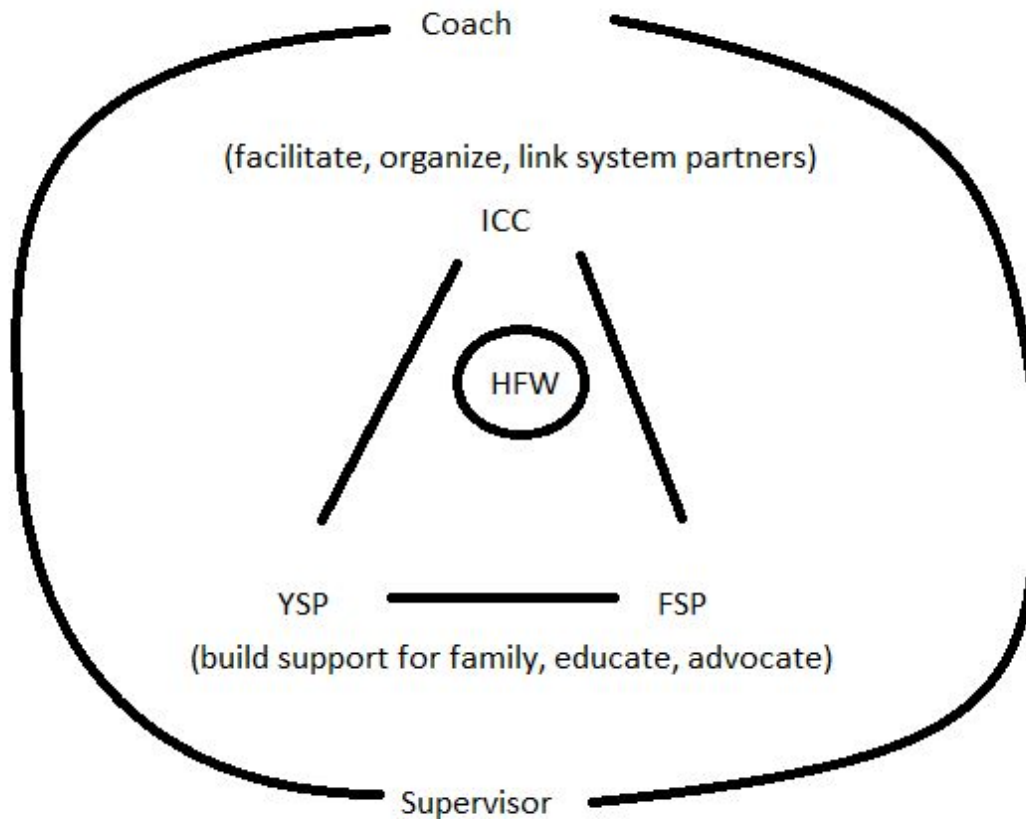 Coach
(facilitate, organize, link system partners)
ICC
HFW
YSP FSP
(build support for family, educate, advocate)
Supervisor